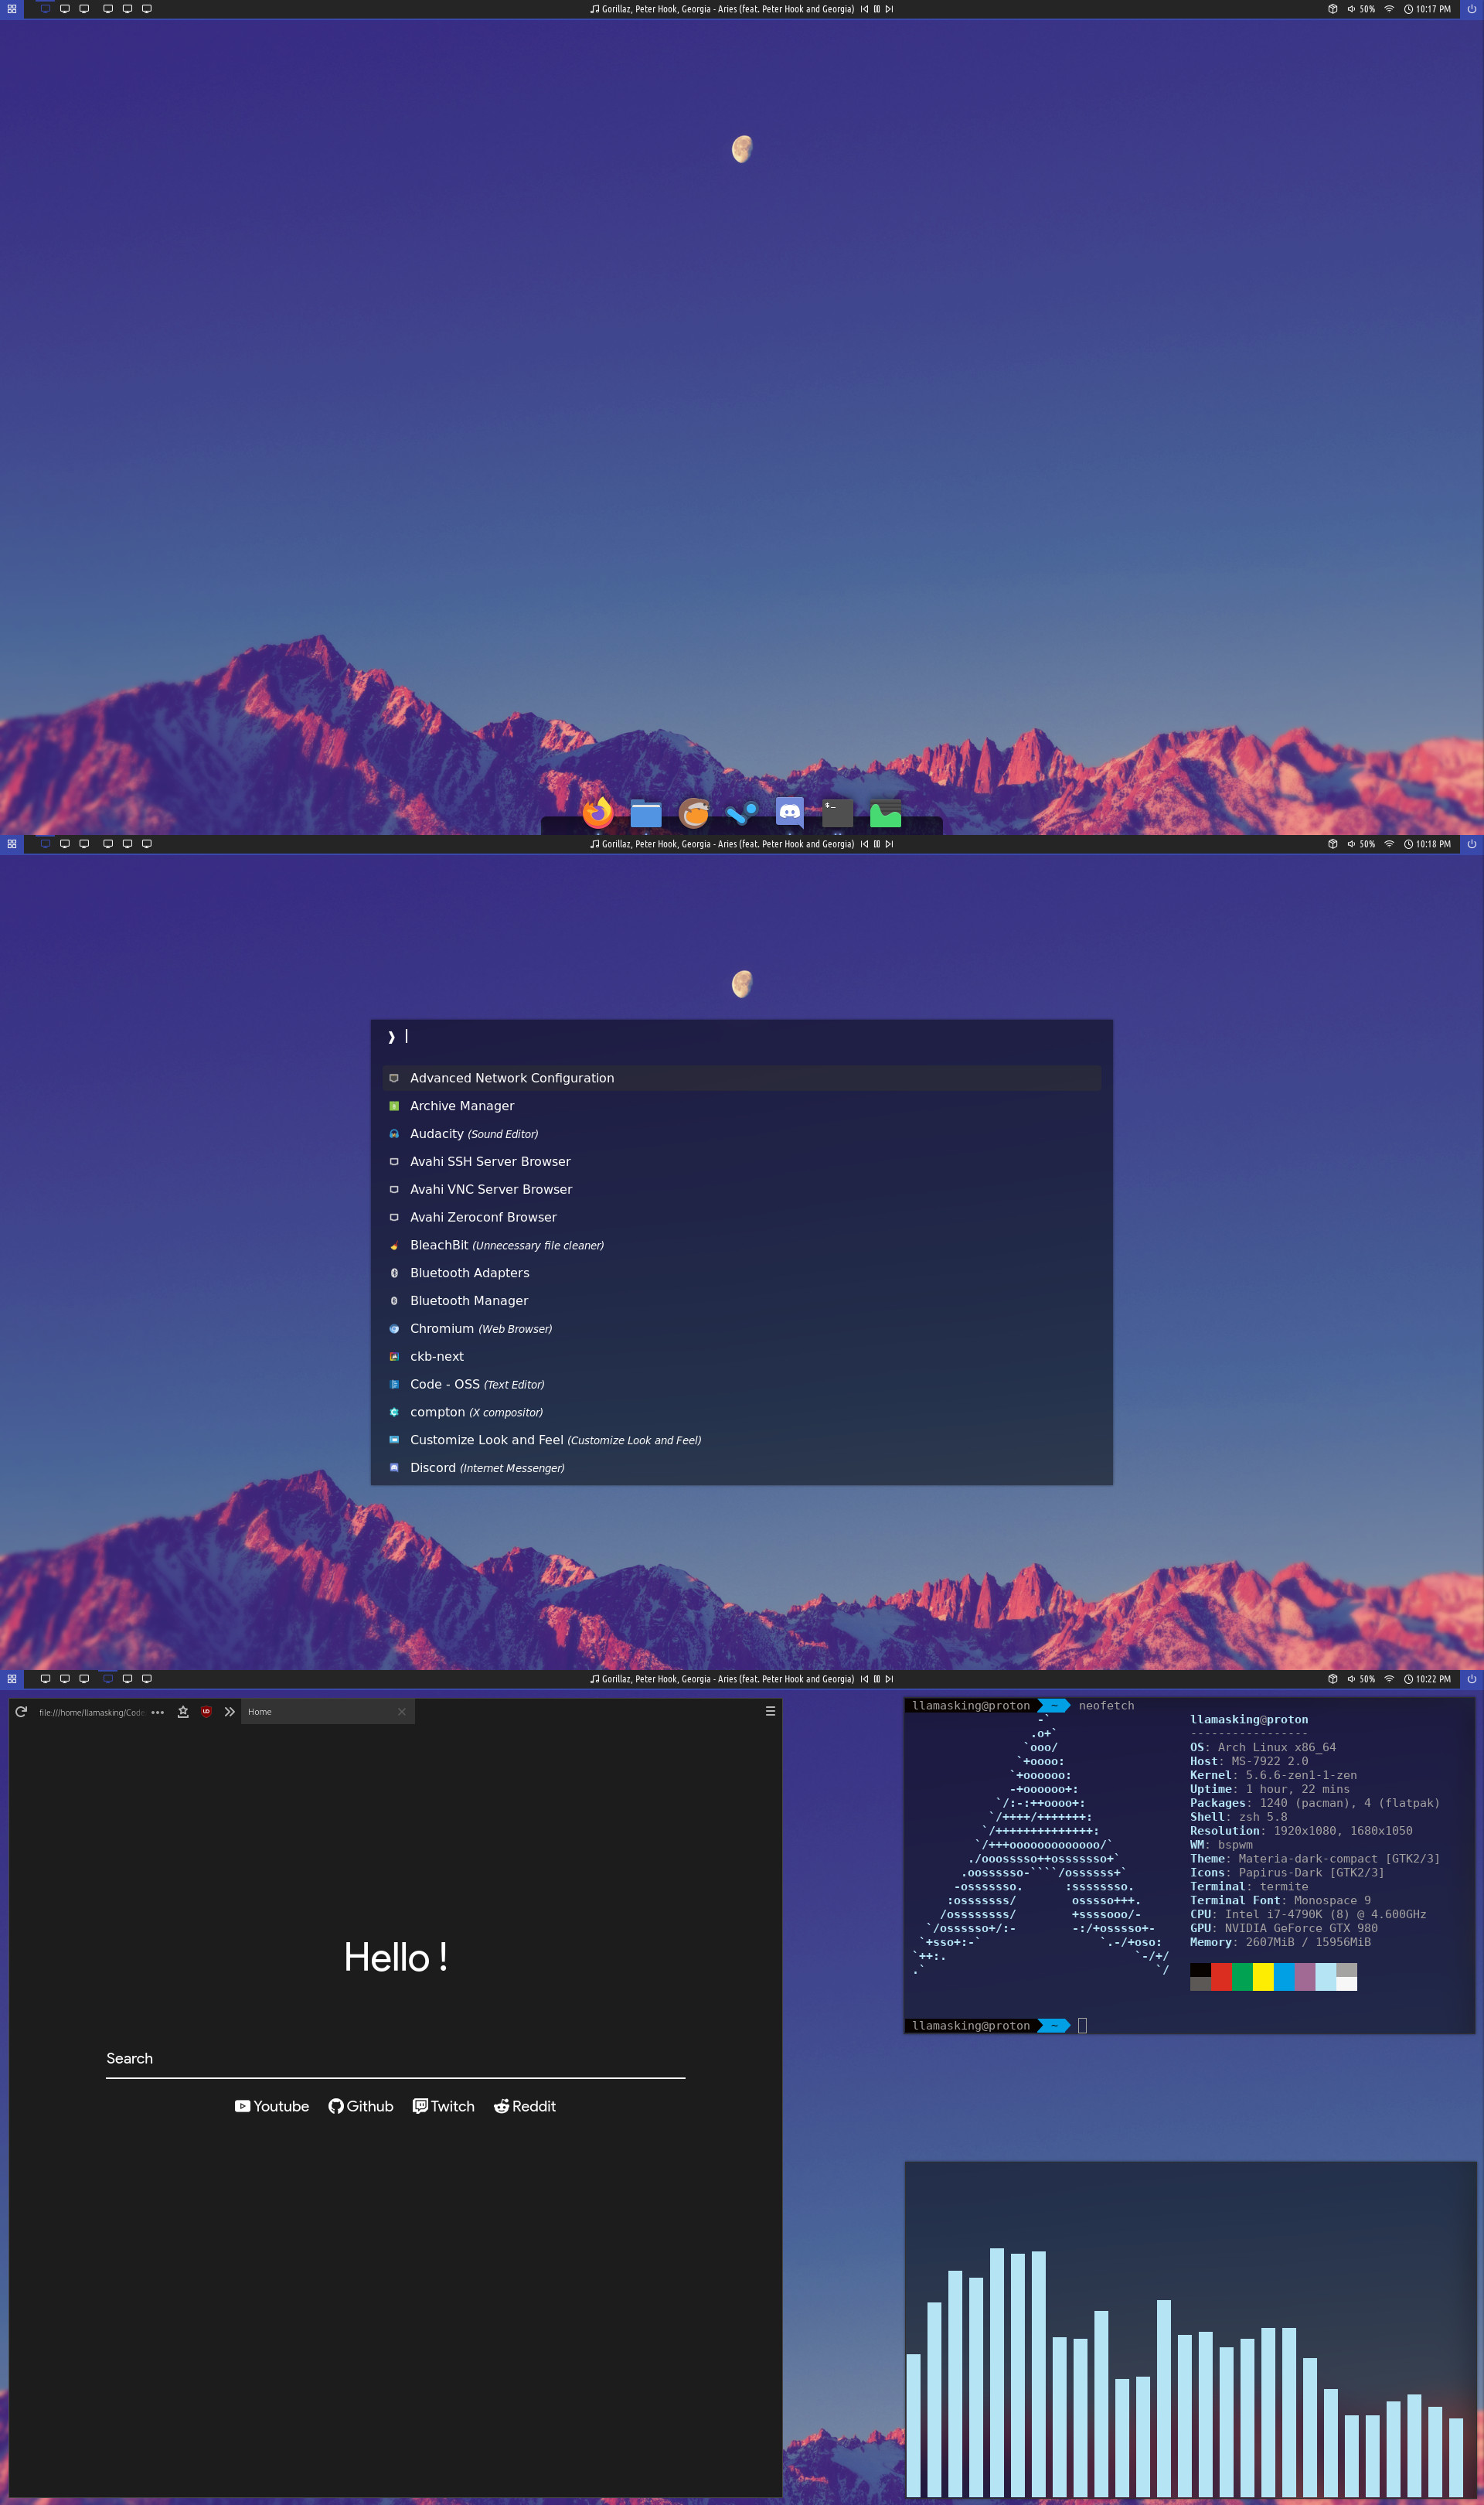 Gorillaz, Peter Hook, Georgia - Aries (feat. Peter Hook and Georgia) 50% 10:17 PM
$_
Gorillaz, Peter Hook, Georgia - Aries (feat. Peter Hook and Georgia) 50% 10:18 PM
❱
Advanced Network Configuration
Archive Manager
Audacity (Sound Editor)
Avahi SSH Server Browser
Avahi VNC Server Browser
Avahi Zeroconf Browser
BleachBit (Unnecessary file cleaner)
Bluetooth Adapters
Bluetooth Manager
Chromium (Web Browser)
ckb-next
Code - OSS (Text Editor)
compton (X compositor)
Customize Look and Feel (Customize Look and Feel)
Discord (Internet Messenger)
Gorillaz, Peter Hook, Georgia - Aries (feat. Peter Hook and Georgia) 50% 10:22 PM
file:///home/llamasking/Code Home
Hello !
Search
Youtube Github Twitch Reddit
llamasking@proton ~ neofetch
llamasking@proton
-----------------
OS: Arch Linux x86_64
Host: MS-7922 2.0
Kernel: 5.6.6-zen1-1-zen
Uptime: 1 hour, 22 mins
Packages: 1240 (pacman), 4 (flatpak)
Shell: zsh 5.8
Resolution: 1920x1080, 1680x1050
WM: bspwm
Theme: Materia-dark-compact [GTK2/3]
Icons: Papirus-Dark [GTK2/3]
Terminal: termite
Terminal Font: Monospace 9
CPU: Intel i7-4790K (8) @ 4.600GHz
GPU: NVIDIA GeForce GTX 980
Memory: 2607MiB / 15956MiB
llamasking@proton ~